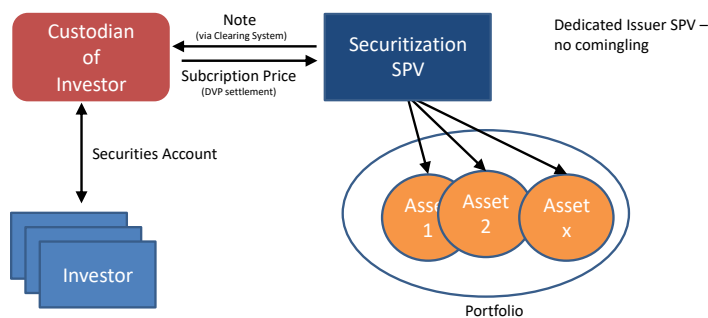 Custodian
of
Investor
Note
(via Clearing System)
Subcription Price
(DVP settlement)
Securitization
SPV
Dedicated Issuer SPV –
no comingling
Securities Account
Investor
Asset
1
Asset
2
Asset
x
Portfolio